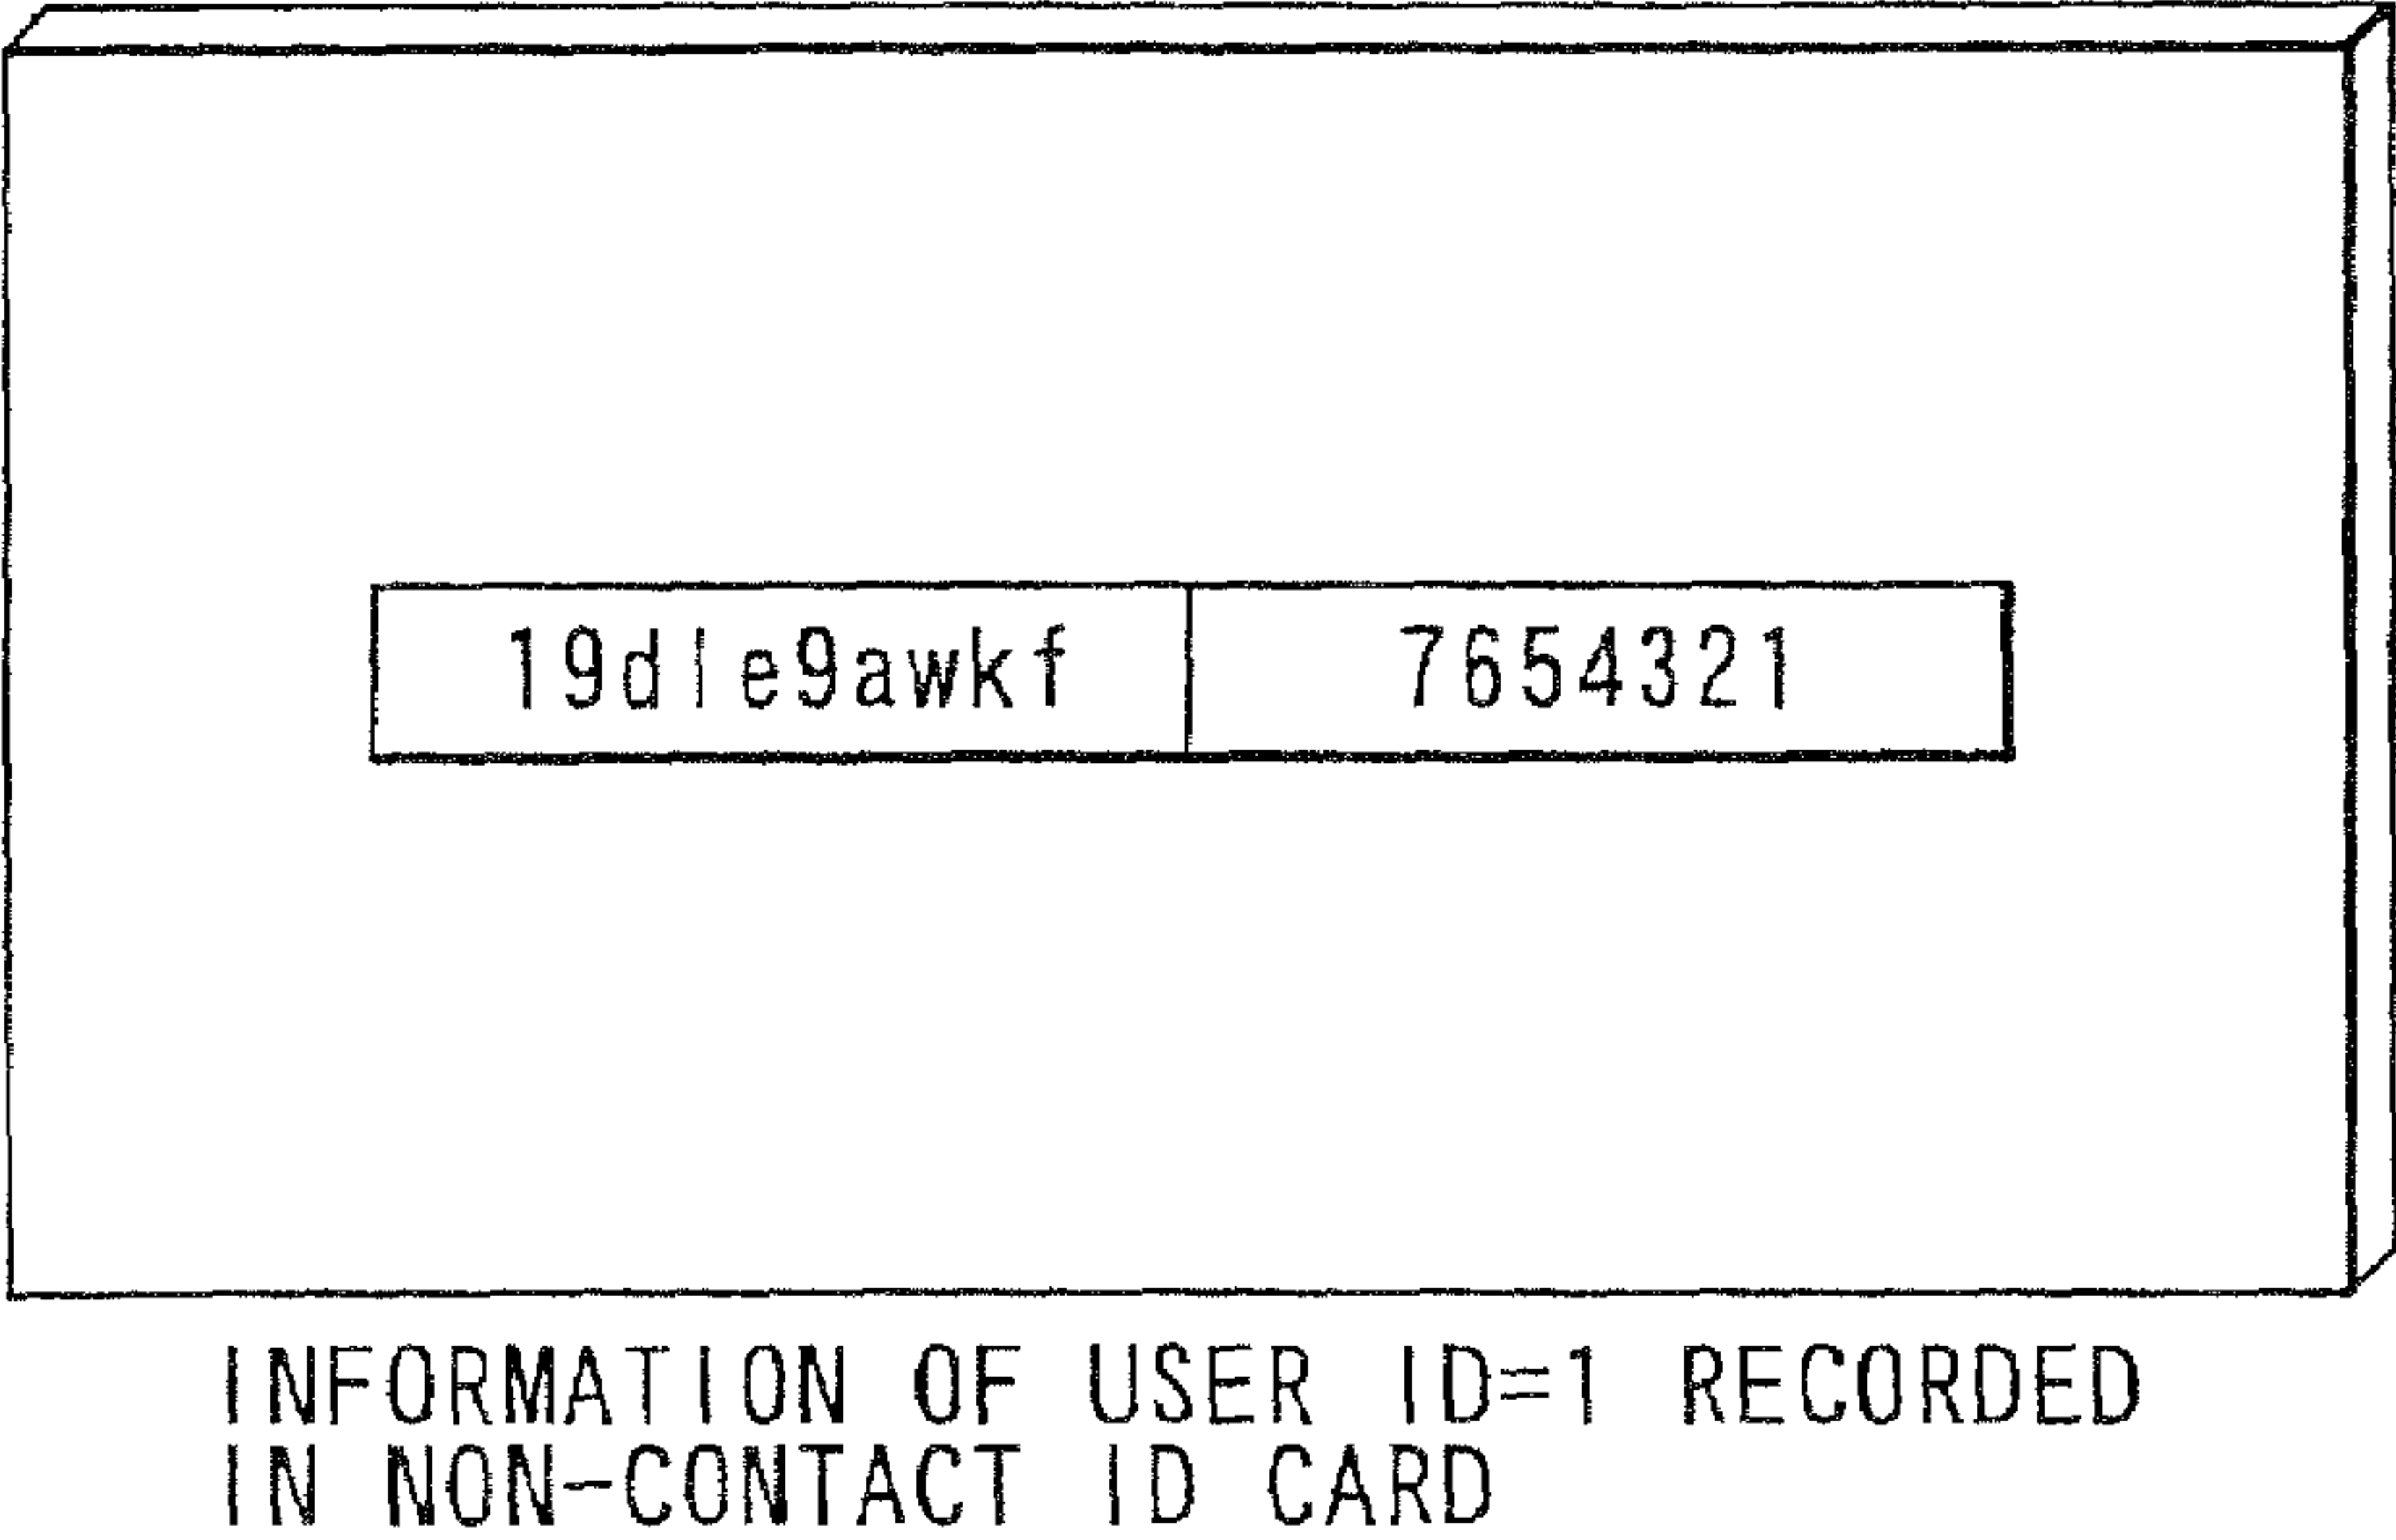 19dle9awkf 7654321
INFORMATION OF USER ID=1 RECORDED
IN NON-CONTACT ID CARD